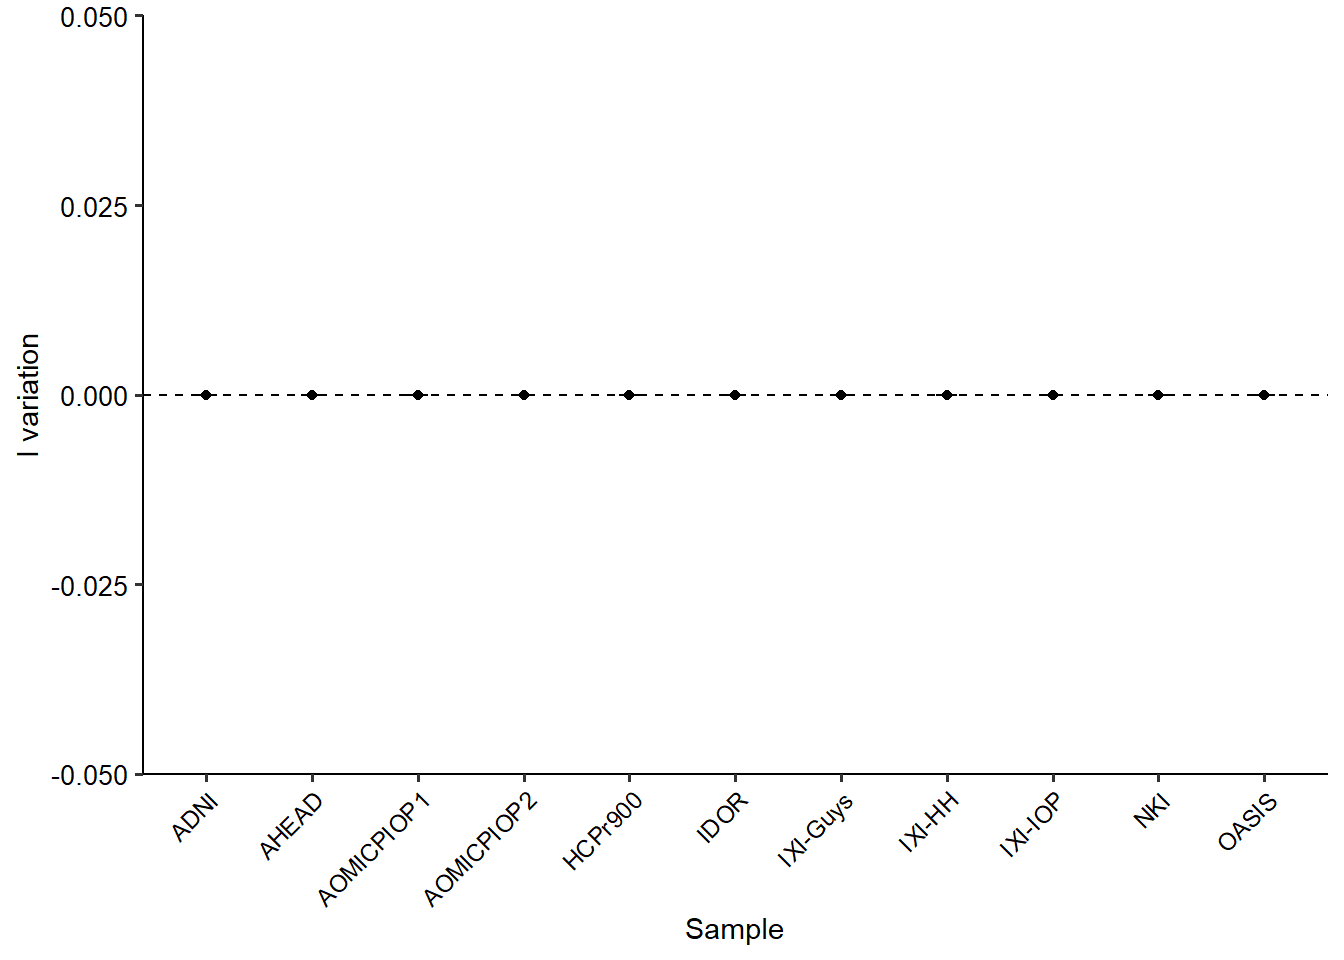 0.050
0.025
0.000
-0.025
-0.050
I variation
ADNI
AHEAD
AOMICPIOP1
AOMICPIOP2
HCPr900
IDOR
IXI-Guys
IXI-HH
IXI-IOP
NKI
OASIS
Sample